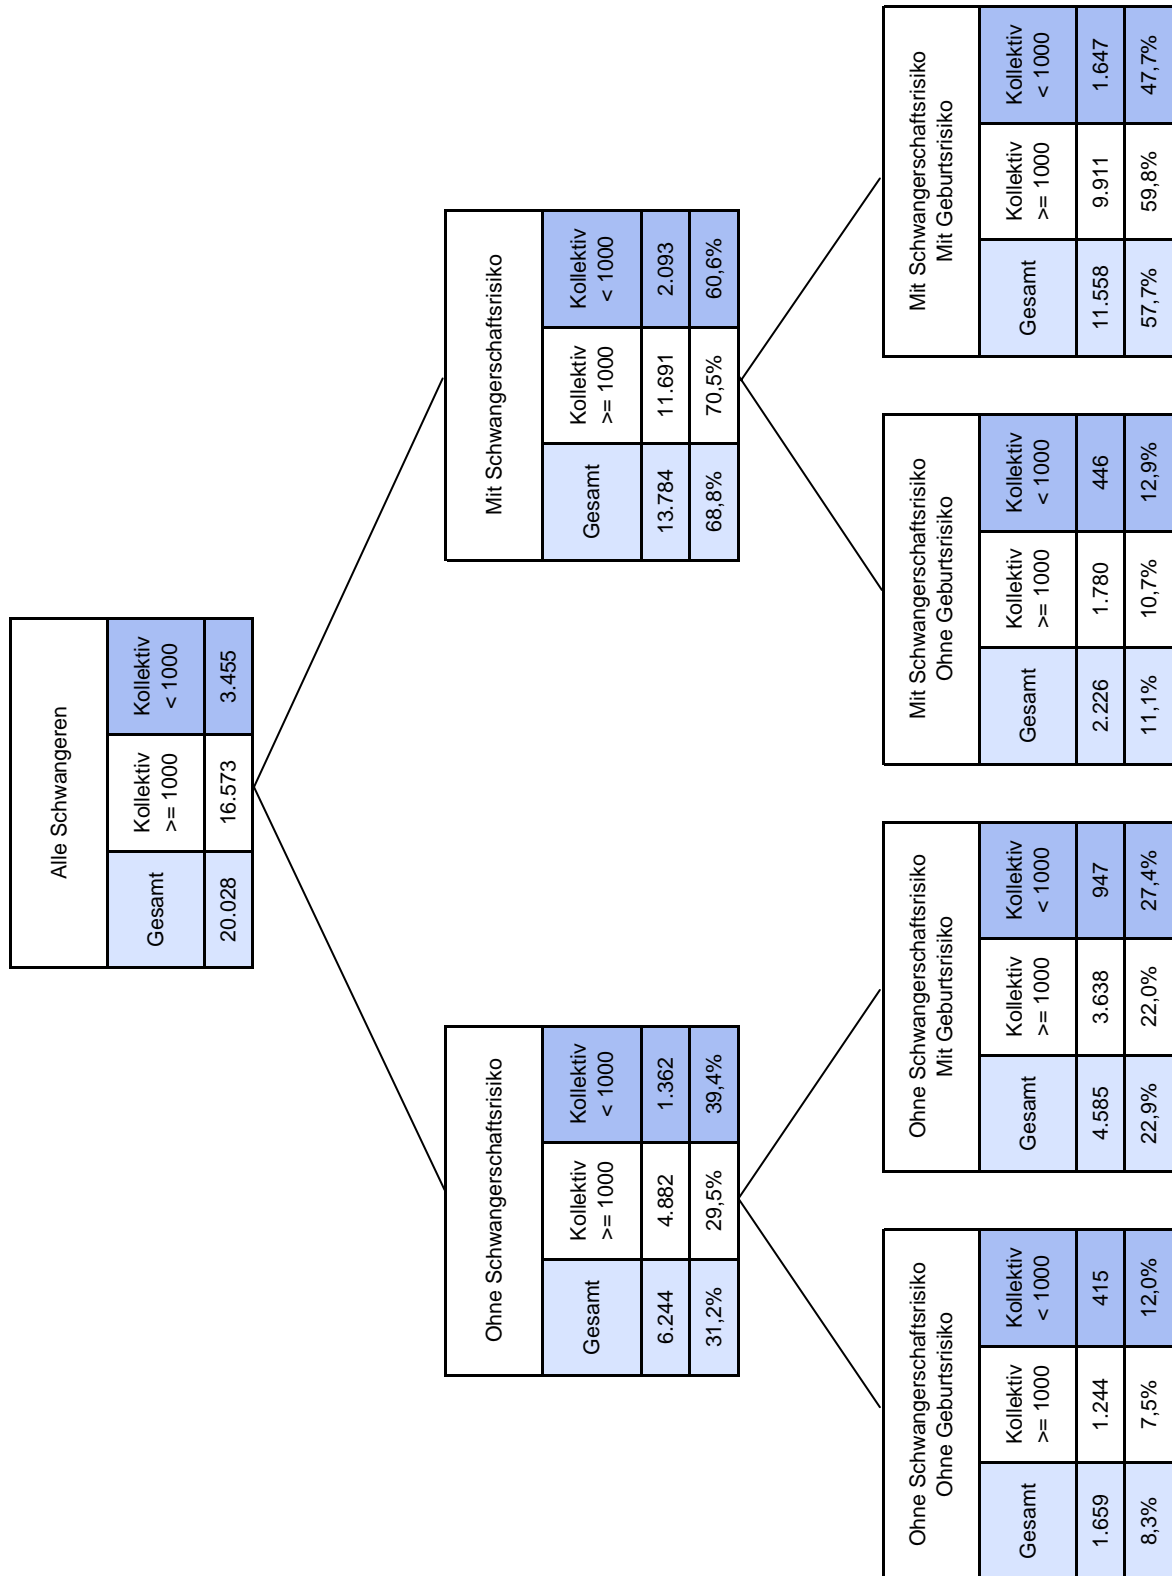 Alle Schwangeren
Gesamt
Kollektiv
>= 1000
Kollektiv
< 1000
20.028
16.573
3.455
Ohne Schwangerschaftsrisiko
Gesamt
Kollektiv
>= 1000
Kollektiv
< 1000
6.244
4.882
1.362
31,2%
29,5%
39,4%
Mit Schwangerschaftsrisiko
Gesamt
Kollektiv
>= 1000
Kollektiv
< 1000
13.784
11.691
2.093
68,8%
70,5%
60,6%
Ohne Schwangerschaftsrisiko
Ohne Geburtsrisiko
Gesamt
Kollektiv
>= 1000
Kollektiv
< 1000
1.659
1.244
415
8,3%
7,5%
12,0%
Ohne Schwangerschaftsrisiko
Mit Geburtsrisiko
Gesamt
Kollektiv
>= 1000
Kollektiv
< 1000
4.585
3.638
947
22,9%
22,0%
27,4%
Mit Schwangerschaftsrisiko
Ohne Geburtsrisiko
Gesamt
Kollektiv
>= 1000
Kollektiv
< 1000
2.226
1.780
446
11,1%
10,7%
12,9%
Mit Schwangerschaftsrisiko
Mit Geburtsrisiko
Gesamt
Kollektiv
>= 1000
Kollektiv
< 1000
11.558
9.911
1.647
57,7%
59,8%
47,7%